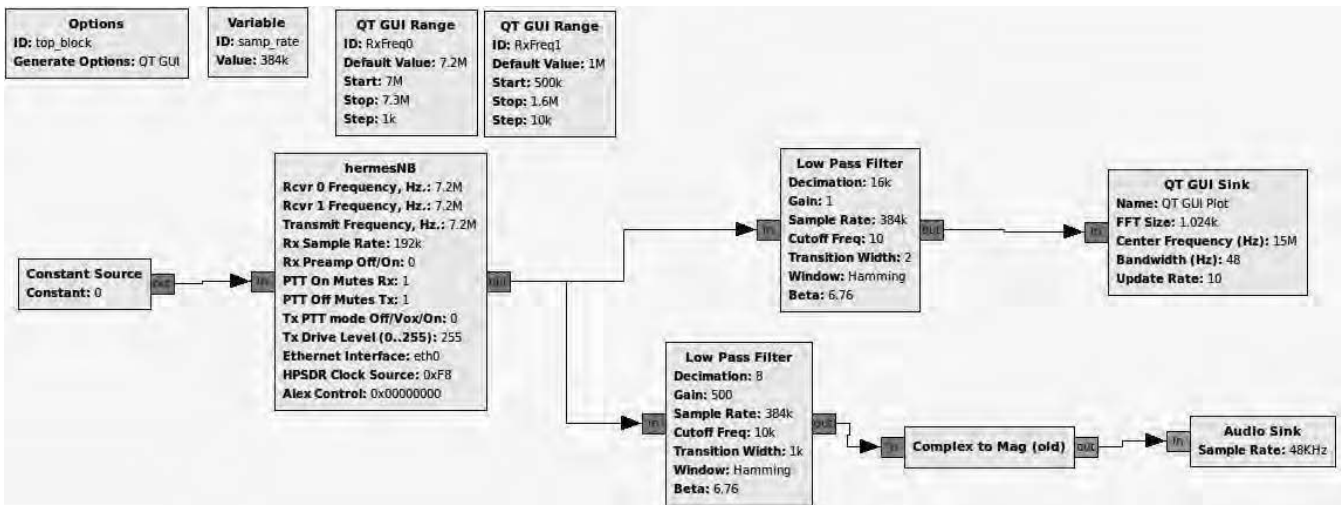 Options
ID: top_block
Generate Options: QT GUI
Variable
ID: samp_rate
Value: 384k
QT GUI Range
ID: RxFreq0
Default Value: 7.2M
Start: 7M
Stop: 7.3M
Step: 1k
QT GUI Range
ID: RxFreq1
Default Value: 1M
Start: 500k
Stop: 1.6M
Step: 10k
Constant Source
Constant: 0
out
in
hermesNB
Rcvr 0 Frequency, Hz.: 7.2M
Rcvr 1 Frequency, Hz.: 7.2M
Transmit Frequency, Hz.: 7.2M
Rx Sample Rate: 192k
Rx Preamp Off/On: 0
PTT On Mutes Rx: 1
PTT Off Mutes Tx: 1
Tx PTT mode Off/Vox/On: 0
Tx Drive Level (0..255): 255
Ethernet Interface: eth0
HPSDR Clock Source: 0xF8
Alex Control: 0x00000000
in
Low Pass Filter
Decimation: 16k
Gain: 1
Sample Rate: 384k
Cutoff Freq: 10
Transition Width: 2
Window: Hamming
Beta: 6.76
out
in
QT GUI Sink
Name: QT GUI Plot
FFT Size: 1.024k
Center Frequency (Hz): 15M
Bandwidth (Hz): 48
Update Rate: 10
in
Low Pass Filter
Decimation: 8
Gain: 500
Sample Rate: 384k
Cutoff Freq: 10k
Transition Width: 1k
Window: Hamming
Beta: 6.76
out
in
Complex to Mag (old)
out
in
Audio Sink
Sample Rate: 48KHz